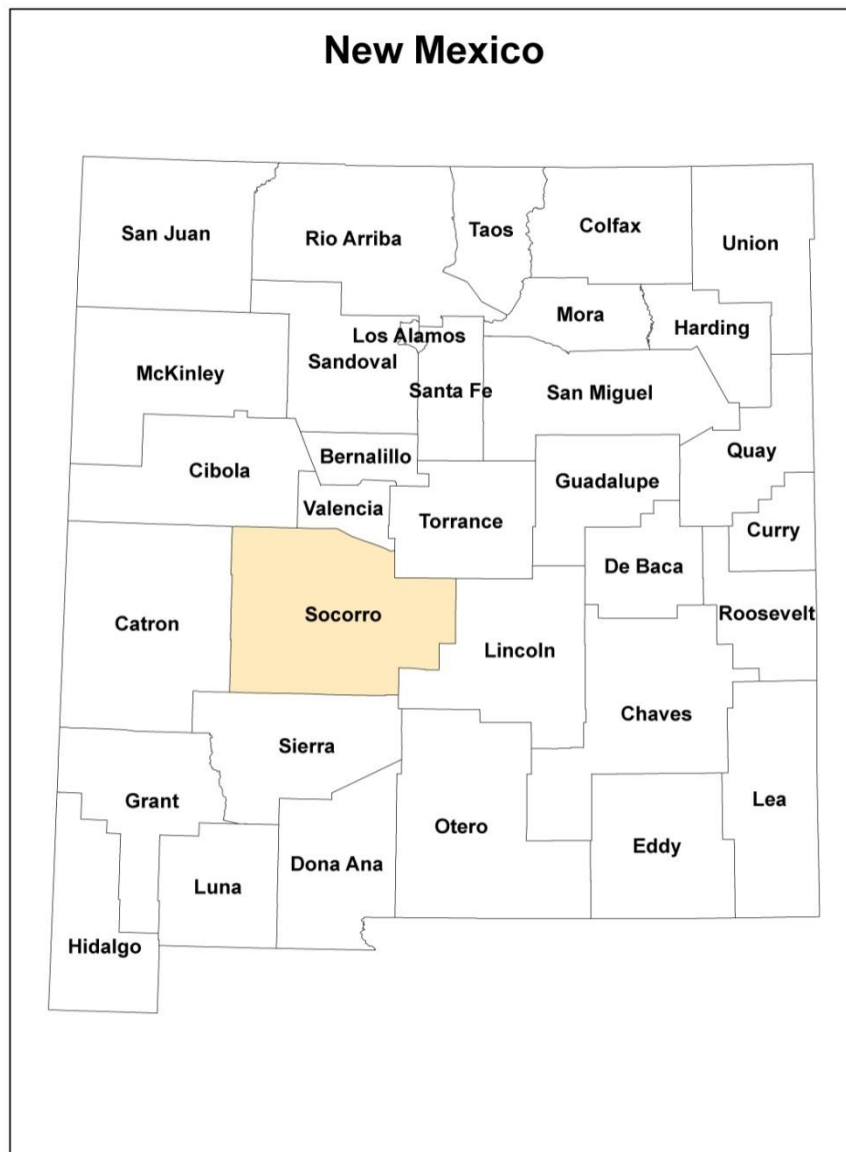 New Mexico
San Juan
Rio Arriba
Taos
Colfax
Union
Mora
Harding
Los Alamos
Sandoval
McKinley
Santa Fe
San Miguel
Quay
Bernalillo
Cibola
Guadalupe
Valencia
Torrance
Curry
De Baca
Roosevelt
Socorro
Catron
Lincoln
Chaves
Sierra
Grant
Lea
Otero
Eddy
Dona Ana
Luna
Hidalgo